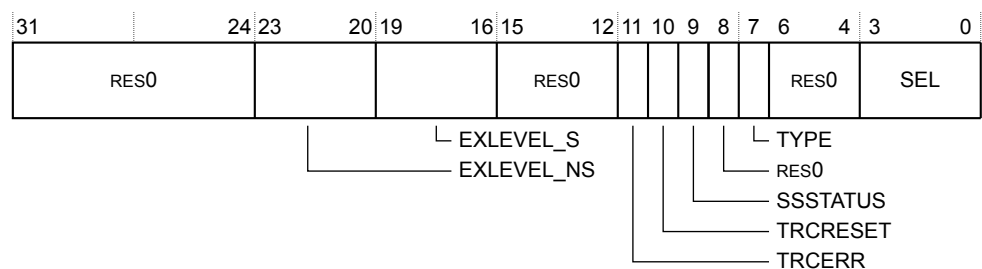 31 24 23 20 19 16 15 12 11 10 9 8 7 6 4 3 0
RES0 RES0 RES0 SEL
EXLEVEL_S TYPE
EXLEVEL_NS RES0
SSSTATUS
TRCRESET
TRCERR